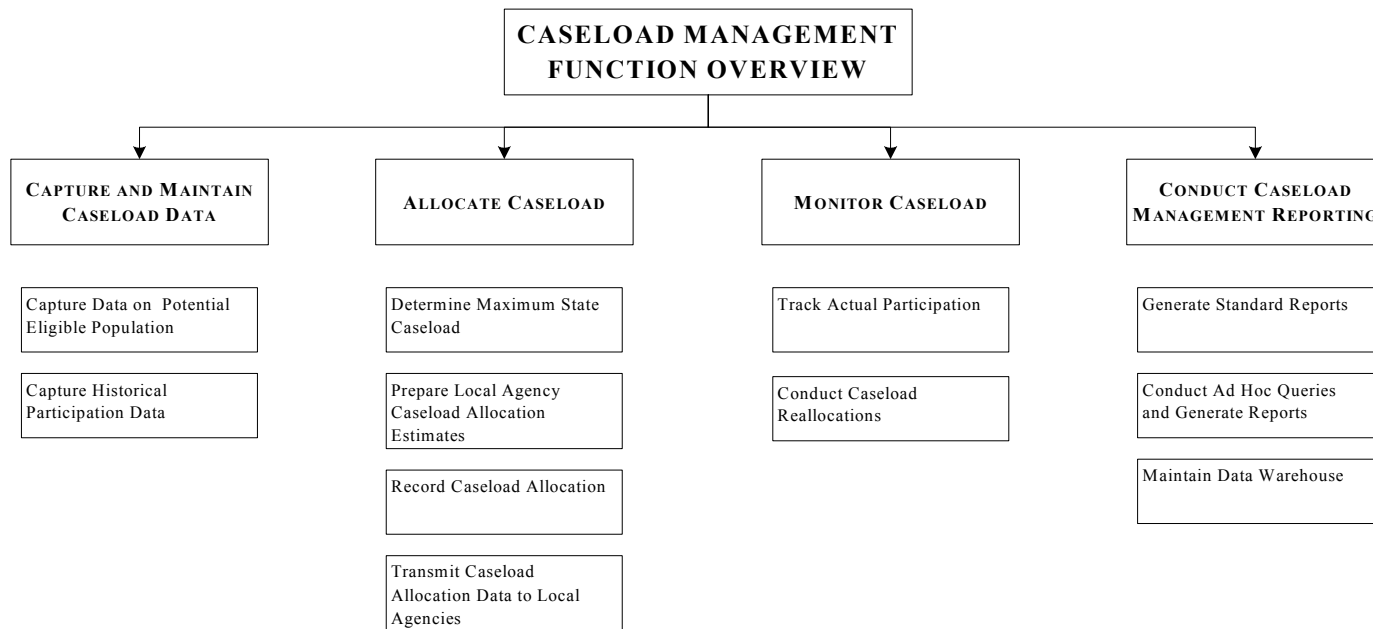 CASELOAD MANAGEMENT
FUNCTION OVERVIEW
CAPTURE AND MAINTAIN
CASELOAD DATA
ALLOCATE CASELOAD
MONITOR CASELOAD
CONDUCT CASELOAD
MANAGEMENT REPORTING
Capture Data on Potential
Eligible Population
Capture Historical
Participation Data
Determine Maximum State
Caseload
Prepare Local Agency
Caseload Allocation
Estimates
Record Caseload Allocation
Transmit Caseload
Allocation Data to Local
Agencies
Track Actual Participation
Conduct Caseload
Reallocations
Generate Standard Reports
Conduct Ad Hoc Queries
and Generate Reports
Maintain Data Warehouse